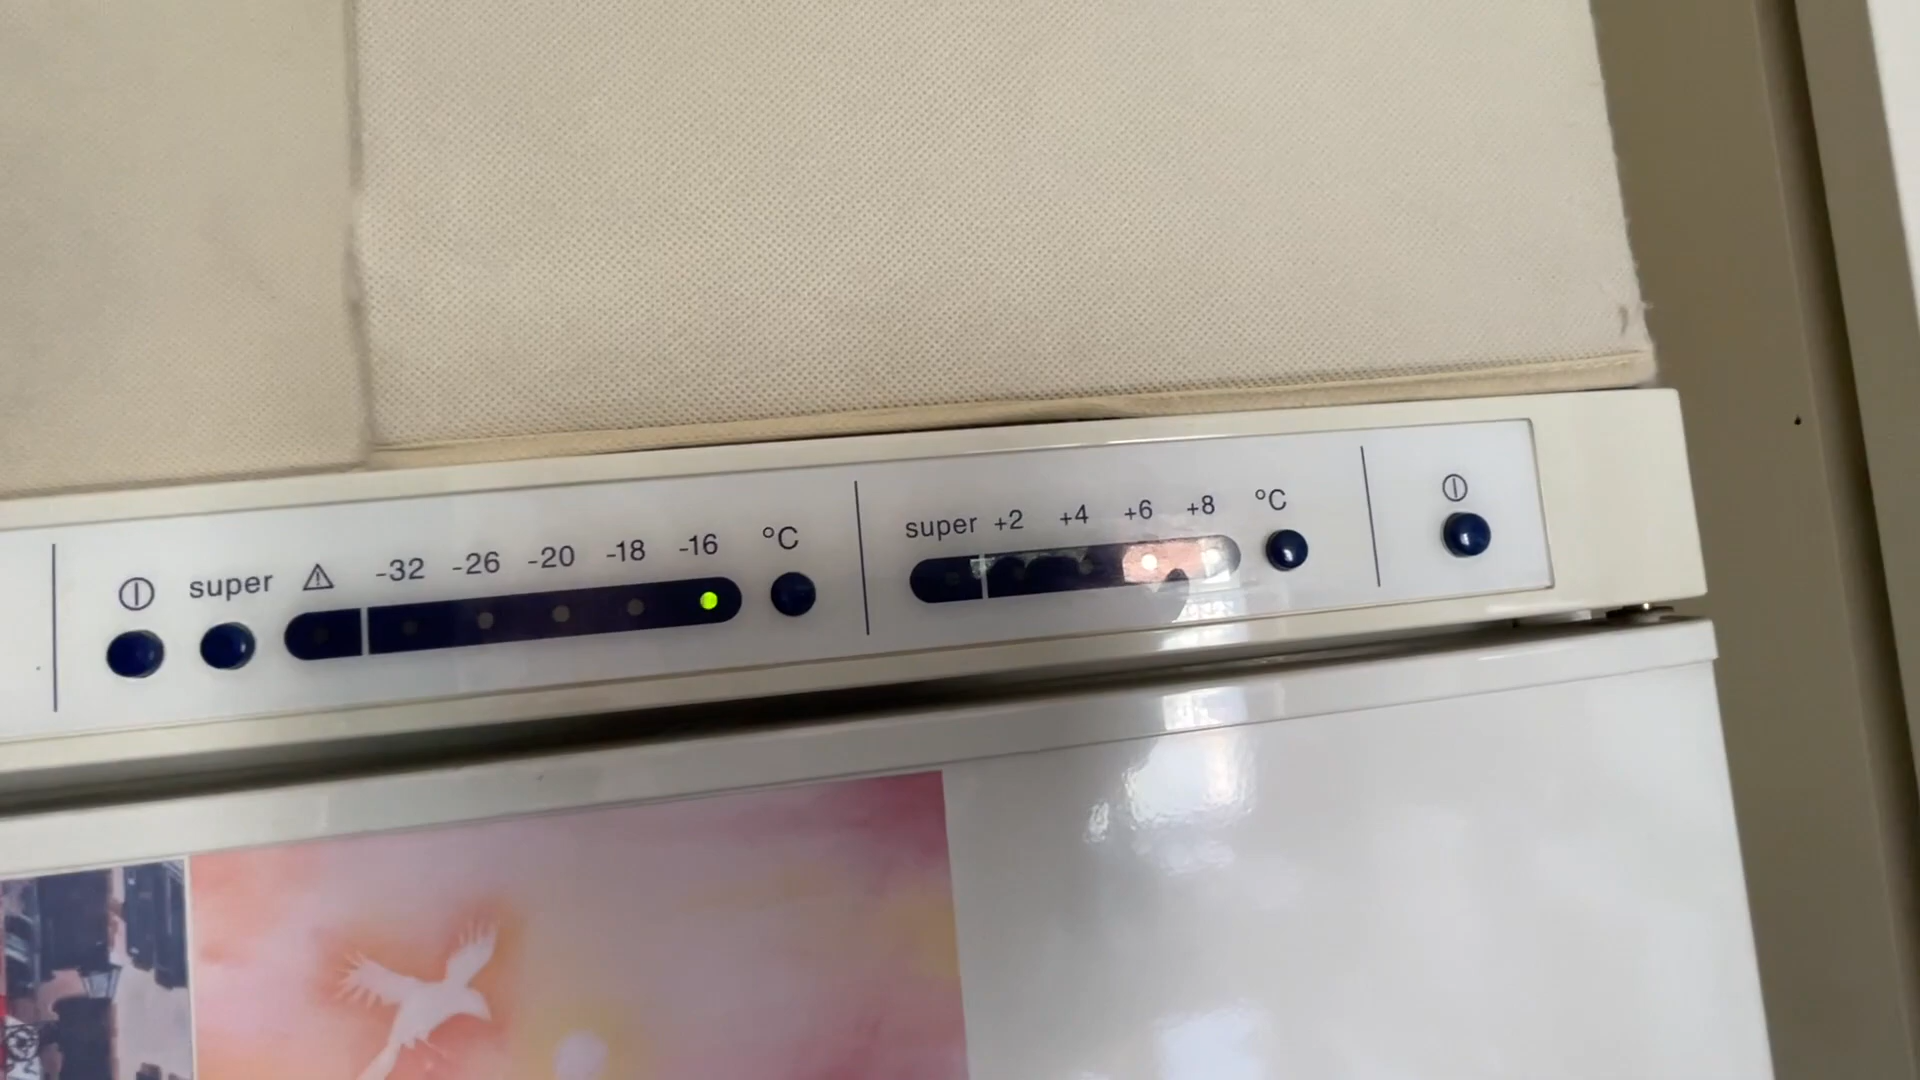 super ⚠ -32 -26 -20 -18 -16 °C
super +2 +4 +6 +8 °C